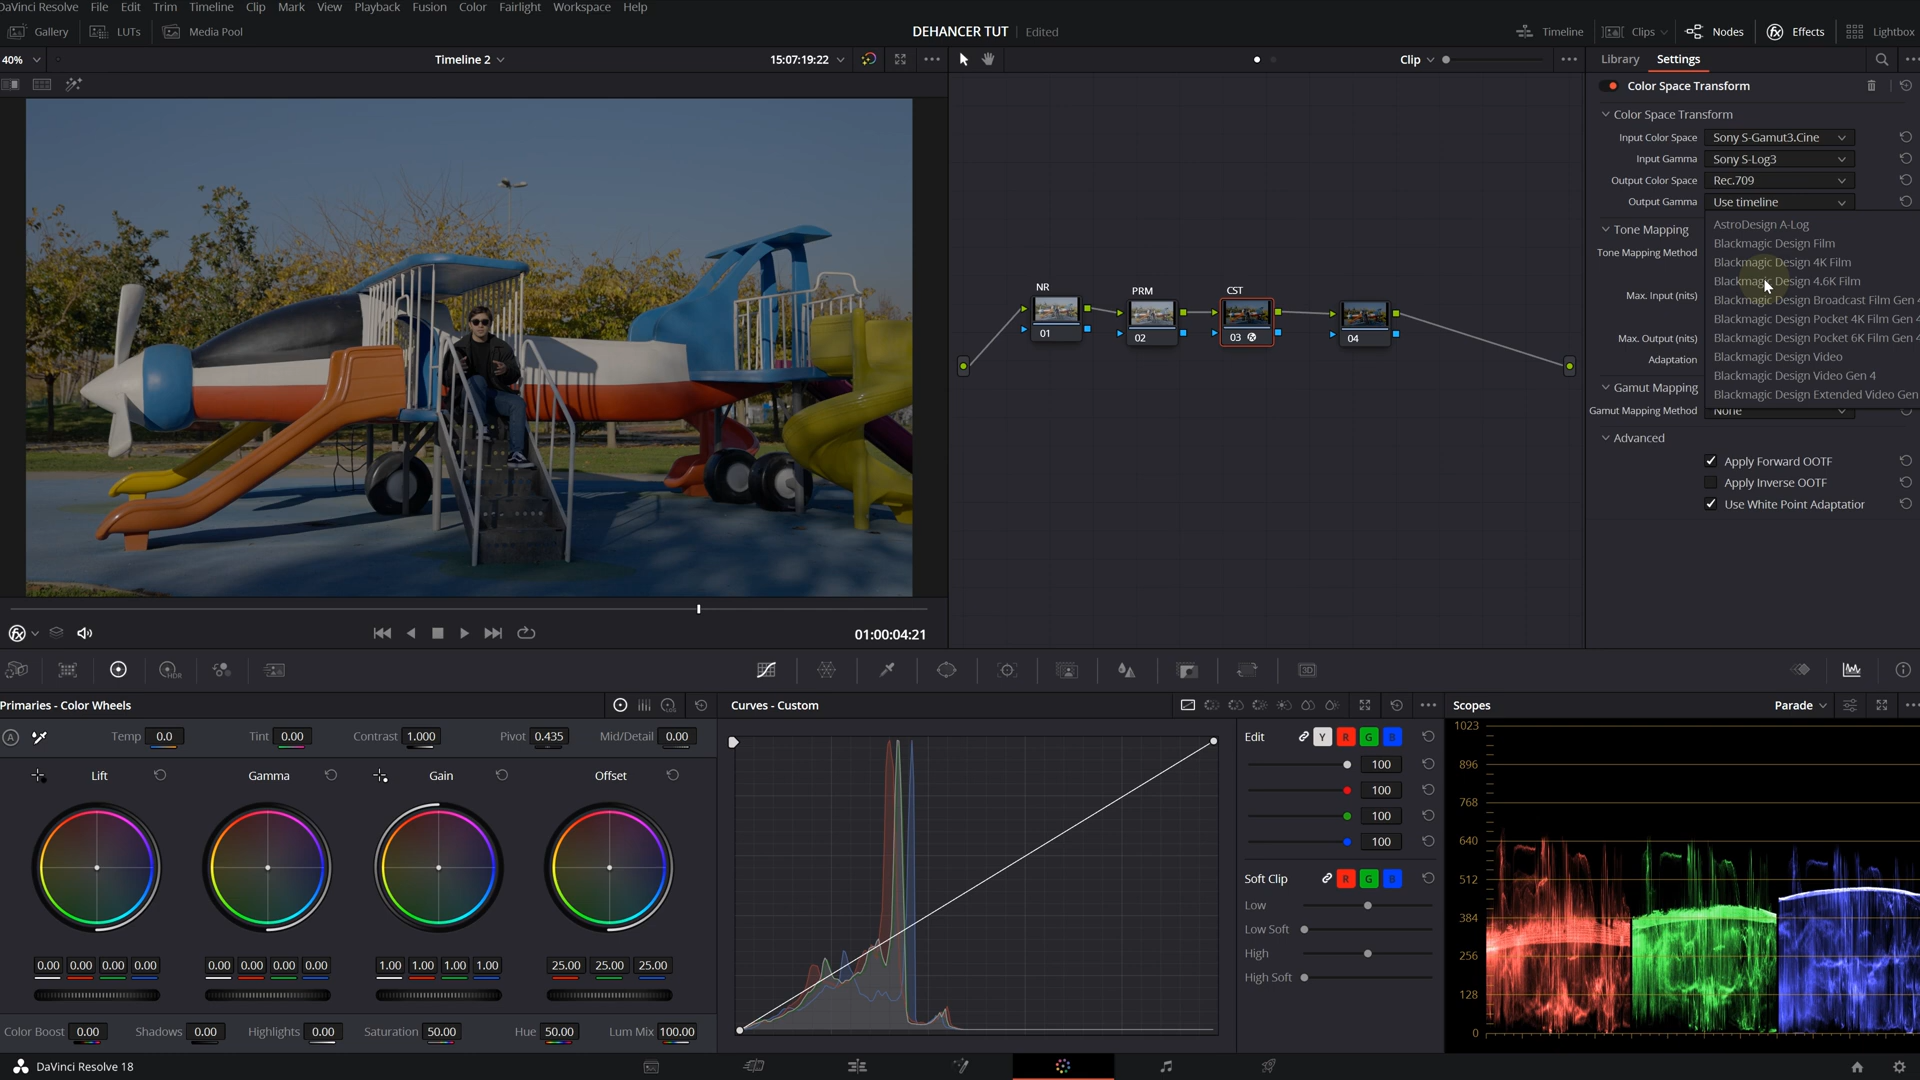 DaVinci Resolve File Edit Trim Timeline Clip Mark View Playback Fusion Color Fairlight Workspace Help
Gallery LUTs Media Pool DEHANCER TUT Edited Timeline Clips Nodes Effects Lightbox
40% Timeline 2 15:07:19:22 Clip Library Settings
Color Space Transform
Color Space Transform
Input Color Space Sony S-Gamut3.Cine
Input Gamma Sony S-Log3
Output Color Space Rec.709
Output Gamma Use timeline
AstroDesign A-Log
Tone Mapping
Blackmagic Design Film
Tone Mapping Method
Blackmagic Design 4K Film
Blackmagic Design 4.6K Film
Max. Input (nits)
Blackmagic Design Broadcast Film Gen 4
Blackmagic Design Pocket 4K Film Gen 4
Max. Output (nits)
Blackmagic Design Pocket 6K Film Gen 4
Adaptation
Blackmagic Design Video
Blackmagic Design Video Gen 4
Gamut Mapping
Blackmagic Design Extended Video Gen
Gamut Mapping Method None
Advanced
Apply Forward OOTF
Apply Inverse OOTF
Use White Point Adaptation
NR PRM CST
01 02 03 04
01:00:04:21
Primaries - Color Wheels Curves - Custom Scopes Parade
Temp 0.0 Tint 0.00 Contrast 1.000 Pivot 0.435 Mid/Detail 0.00
Lift Gamma Gain Offset
0.00 0.00 0.00 0.00 0.00 0.00 0.00 0.00 1.00 1.00 1.00 1.00 25.00 25.00 25.00
Color Boost 0.00 Shadows 0.00 Highlights 0.00 Saturation 50.00 Hue 50.00 Lum Mix 100.00
Edit Y R G B
100
100
100
100
Soft Clip R G B
Low
Low Soft
High
High Soft
1023
896
768
640
512
384
256
128
0
DaVinci Resolve 18